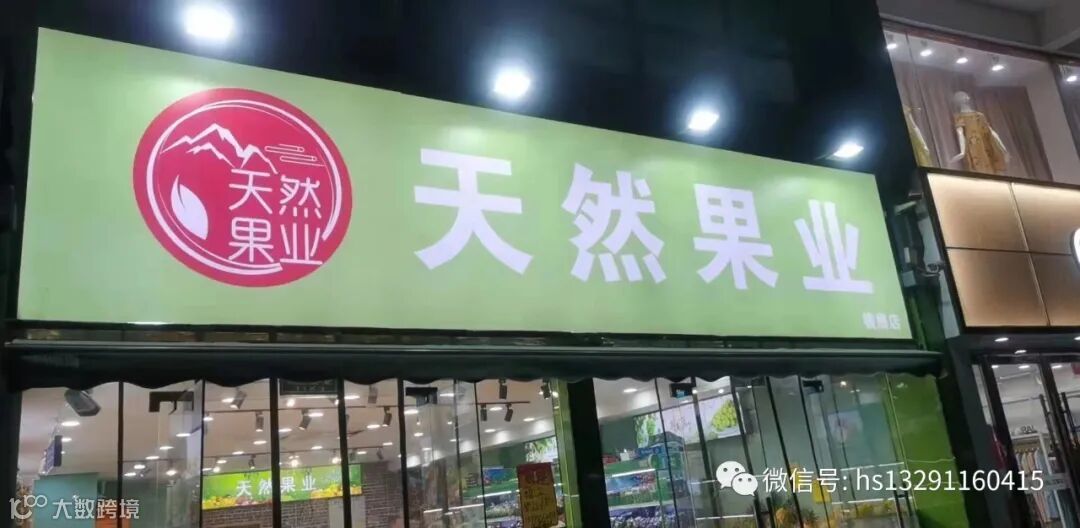 天然
果业
天然果业
天然果业
微信号: hs13291160415
大数跨境